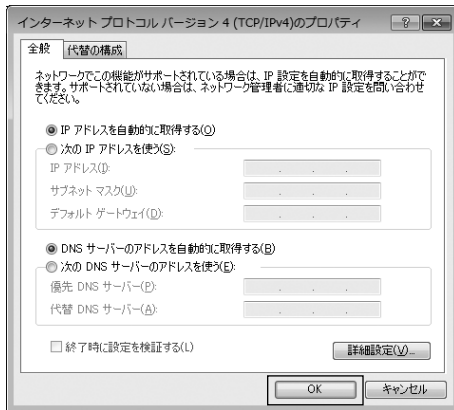 インターネット プロトコル バージョン 4 (TCP/IPv4)のプロパティ
全般 代替の構成
ネットワークでこの機能がサポートされている場合は、IP 設定を自動的に取得することがで
きます。サポートされていない場合は、ネットワーク管理者に適切な IP 設定を問い合わせ
てください。
IP アドレスを自動的に取得する(O)
次の IP アドレスを使う(S):
IP アドレス(I):
サブネット マスク(U):
デフォルト ゲートウェイ(D):
DNS サーバーのアドレスを自動的に取得する(B)
次の DNS サーバーのアドレスを使う(E):
優先 DNS サーバー(P):
代替 DNS サーバー(A):
終了時に設定を検証する(L)
詳細設定(V)...
OK キャンセル